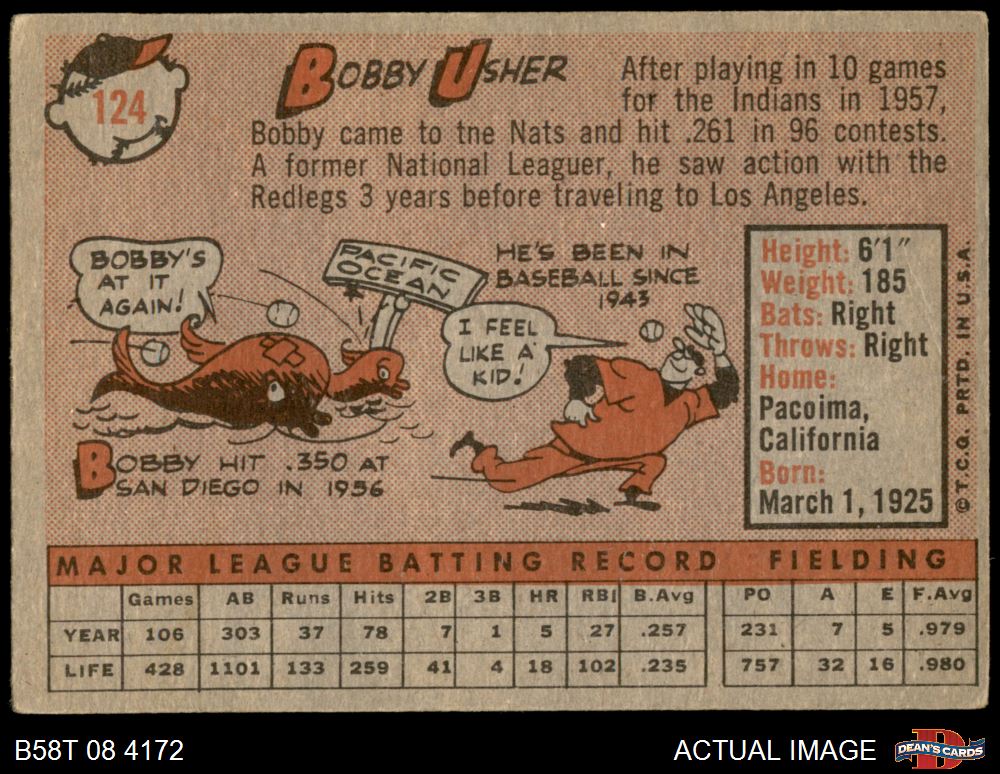 124
BOBBY USHER
After playing in 10 games
for the Indians in 1957,
Bobby came to tne Nats and hit .261 in 96 contests.
A former National Leaguer, he saw action with the
Redlegs 3 years before traveling to Los Angeles.
BOBBY'S
AT IT
AGAIN!
PACIFIC
OCEAN
HE'S BEEN IN
BASEBALL SINCE
1943
I FEEL
LIKE A
KID!
BOBBY HIT .350 AT
SAN DIEGO IN 1956
Height: 6'1"
Weight: 185
Bats: Right
Throws: Right
Home:
Pacoima,
California
Born:
March 1, 1925
© T.C.G. PRTD. IN U.S.A.
MAJOR LEAGUE BATTING RECORD FIELDING
Games AB Runs Hits 2B 3B HR RBI B.Avg PO A E F.Avg
YEAR 106 303 37 78 7 1 5 27 .257 231 7 5 .979
LIFE 428 1101 133 259 41 4 18 102 .235 757 32 16 .980
B58T 08 4172
ACTUAL IMAGE
D
DEAN'S CARDS